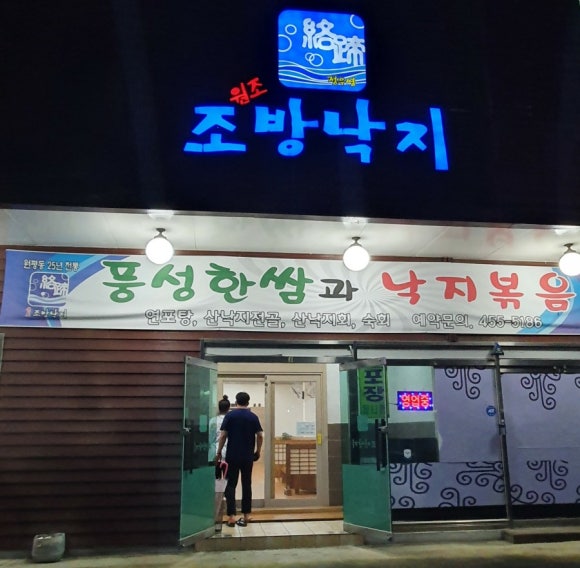 絡蹄
원조
조방낙지
원평동 25년 전통
絡蹄
조방낙지
풍성한쌈과 낙지볶음
연포탕, 산낙지전골, 산낙지회, 숙회 예약문의. 455-5186
포장
영업중